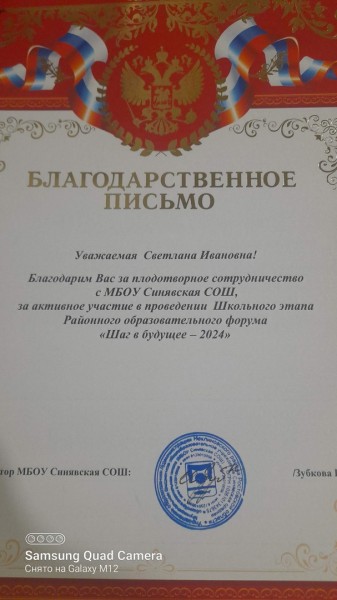 БЛАГОДАРСТВЕННОЕ
ПИСЬМО
Уважаемая Светлана Ивановна!
Благодарим Вас за плодотворное сотрудничество
с МБОУ Синявская СОШ,
за активное участие в проведении Школьного этапа
Районного образовательного форума
«Шаг в будущее – 2024»
тор МБОУ Синявская СОШ:
/Зубкова
Samsung Quad Camera
Снято на Galaxy M12